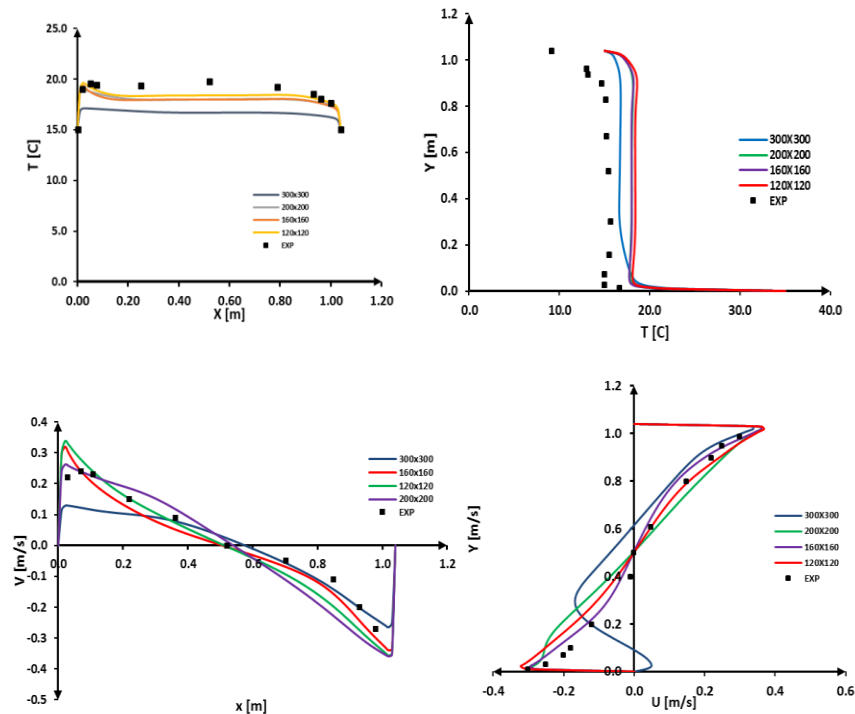 25.0
20.0
15.0
10.0
5.0
0.0
T [C]
0.00
0.20
0.40
0.60
0.80
1.00
1.20
X [m]
300x300
200x200
160x160
120x120
EXP
1.2
1.0
0.8
0.6
0.4
0.2
0.0
Y [m]
0.0
10.0
20.0
30.0
40.0
T [C]
300X300
200X200
160X160
120X120
EXP
0.4
0.3
0.2
0.1
0.0
-0.1
-0.2
-0.3
-0.4
-0.5
V [m/s]
0.0
0.2
0.4
0.6
0.8
1.0
1.2
x [m]
300x300
160x160
120x120
200x200
EXP
1.2
1.0
0.8
0.6
0.4
0.2
0.0
Y [m/s]
-0.4
-0.2
0.0
0.2
0.4
0.6
U [m/s]
300X300
200X200
160X160
120X120
EXP